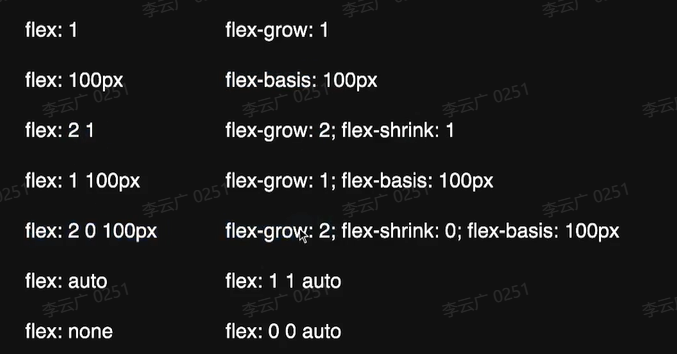 flex: 1 flex-grow: 1
flex: 100px flex-basis: 100px
flex: 2 1 flex-grow: 2; flex-shrink: 1
flex: 1 100px flex-grow: 1; flex-basis: 100px
flex: 2 0 100px flex-grow: 2; flex-shrink: 0; flex-basis: 100px
flex: auto flex: 1 1 auto
flex: none flex: 0 0 auto
李云广 0251